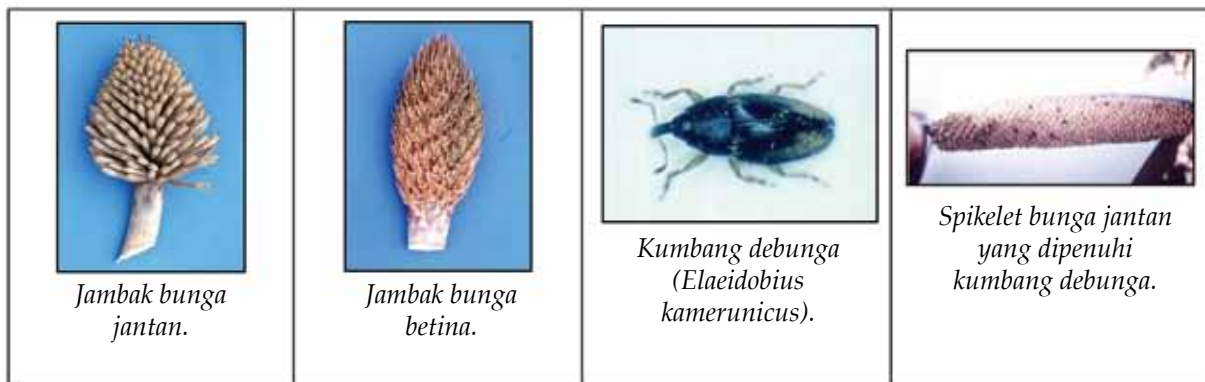 Jambak bunga
jantan.
Jambak bunga
betina.
Kumbang debunga
(Elaeidobius
kamerunicus).
Spikelet bunga jantan
yang dipenuhi
kumbang debunga.